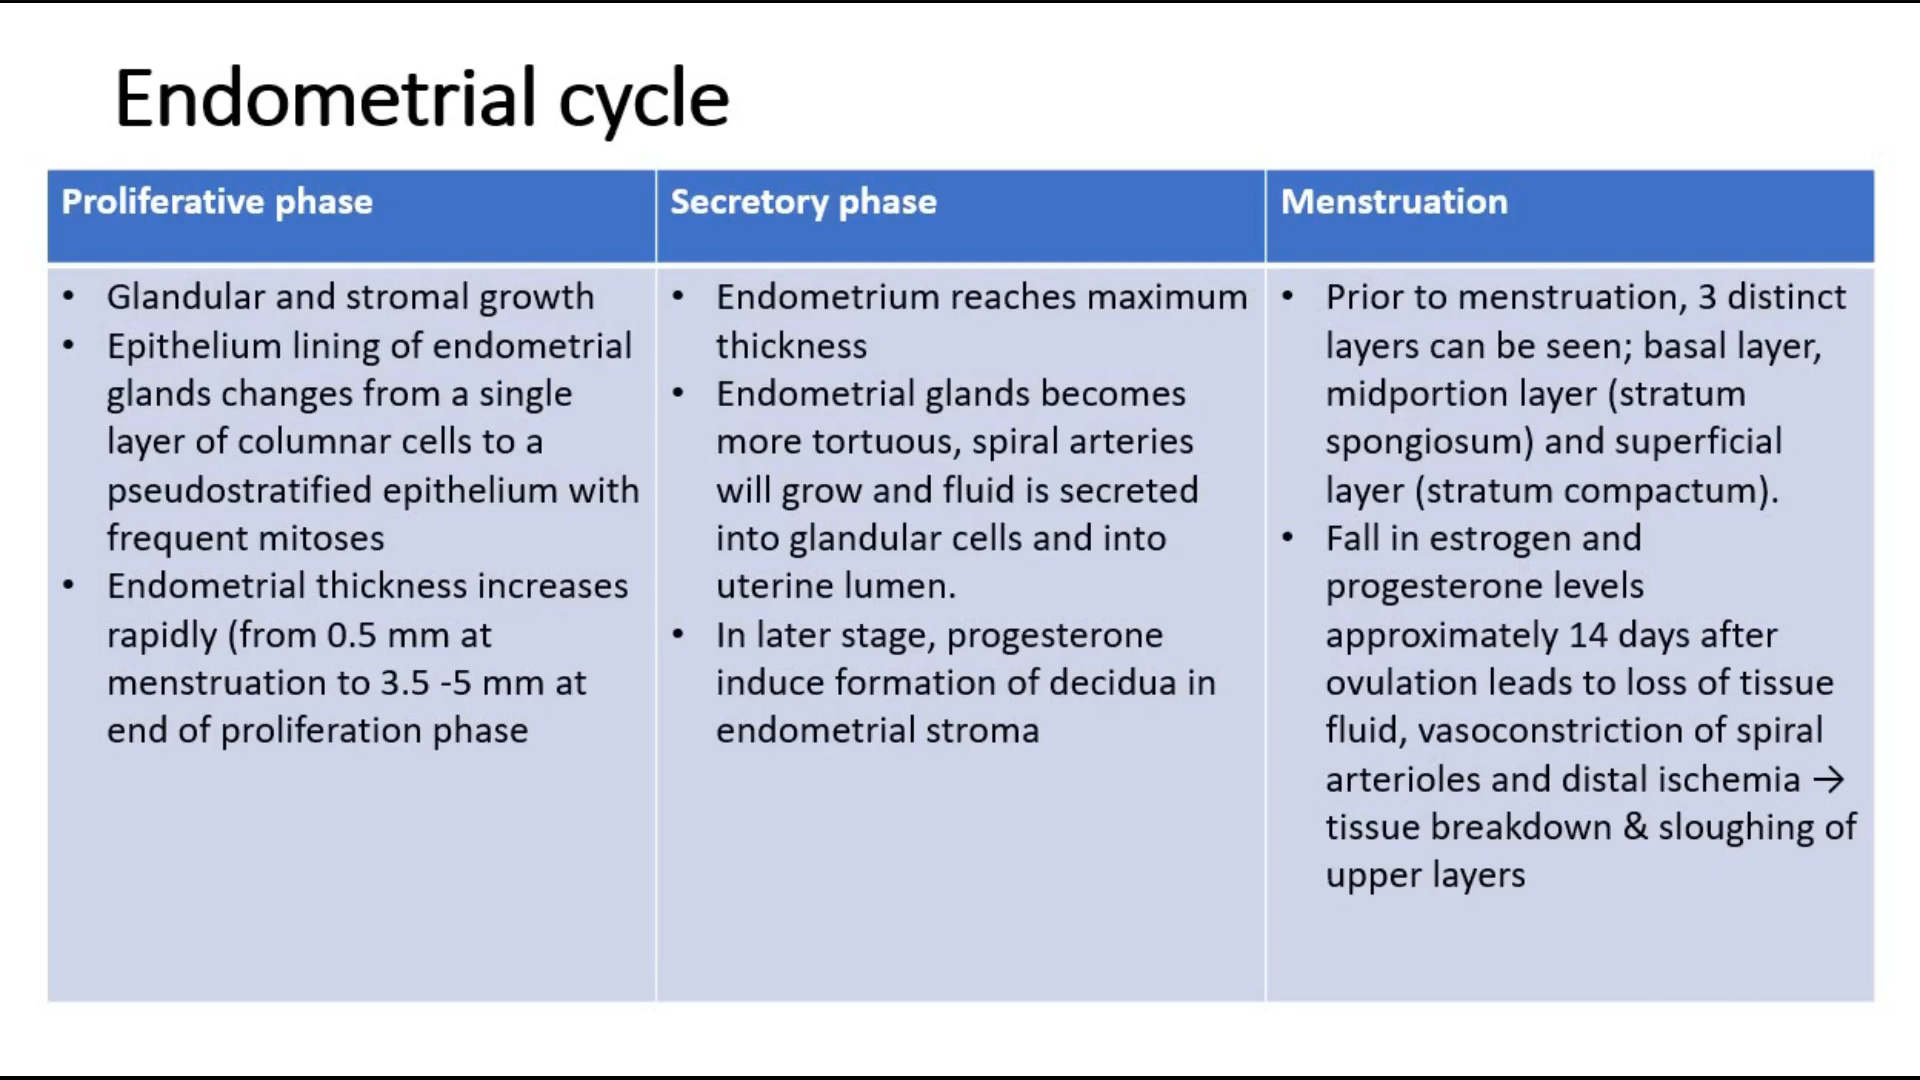 Endometrial cycle
Proliferative phase
Secretory phase
Menstruation
• Glandular and stromal growth
• Epithelium lining of endometrial
glands changes from a single
layer of columnar cells to a
pseudostratified epithelium with
frequent mitoses
• Endometrial thickness increases
rapidly (from 0.5 mm at
menstruation to 3.5 -5 mm at
end of proliferation phase
• Endometrium reaches maximum
thickness
• Endometrial glands becomes
more tortuous, spiral arteries
will grow and fluid is secreted
into glandular cells and into
uterine lumen.
• In later stage, progesterone
induce formation of decidua in
endometrial stroma
• Prior to menstruation, 3 distinct
layers can be seen; basal layer,
midportion layer (stratum
spongiosum) and superficial
layer (stratum compactum).
• Fall in estrogen and
progesterone levels
approximately 14 days after
ovulation leads to loss of tissue
fluid, vasoconstriction of spiral
arterioles and distal ischemia →
tissue breakdown & sloughing of
upper layers